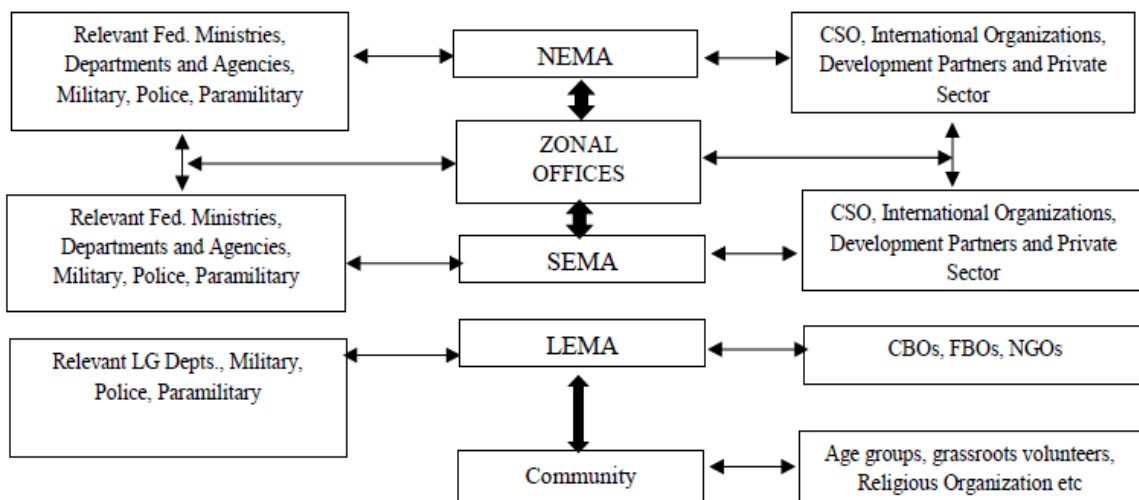 Relevant Fed. Ministries,
Departments and Agencies,
Military, Police, Paramilitary
NEMA
CSO, International Organizations,
Development Partners and Private
Sector
ZONAL
OFFICES
Relevant Fed. Ministries,
Departments and Agencies,
Military, Police, Paramilitary
SEMA
CSO, International Organizations,
Development Partners and Private
Sector
Relevant LG Depts., Military,
Police, Paramilitary
LEMA
CBOs, FBOs, NGOs
Community
Age groups, grassroots volunteers,
Religious Organization etc